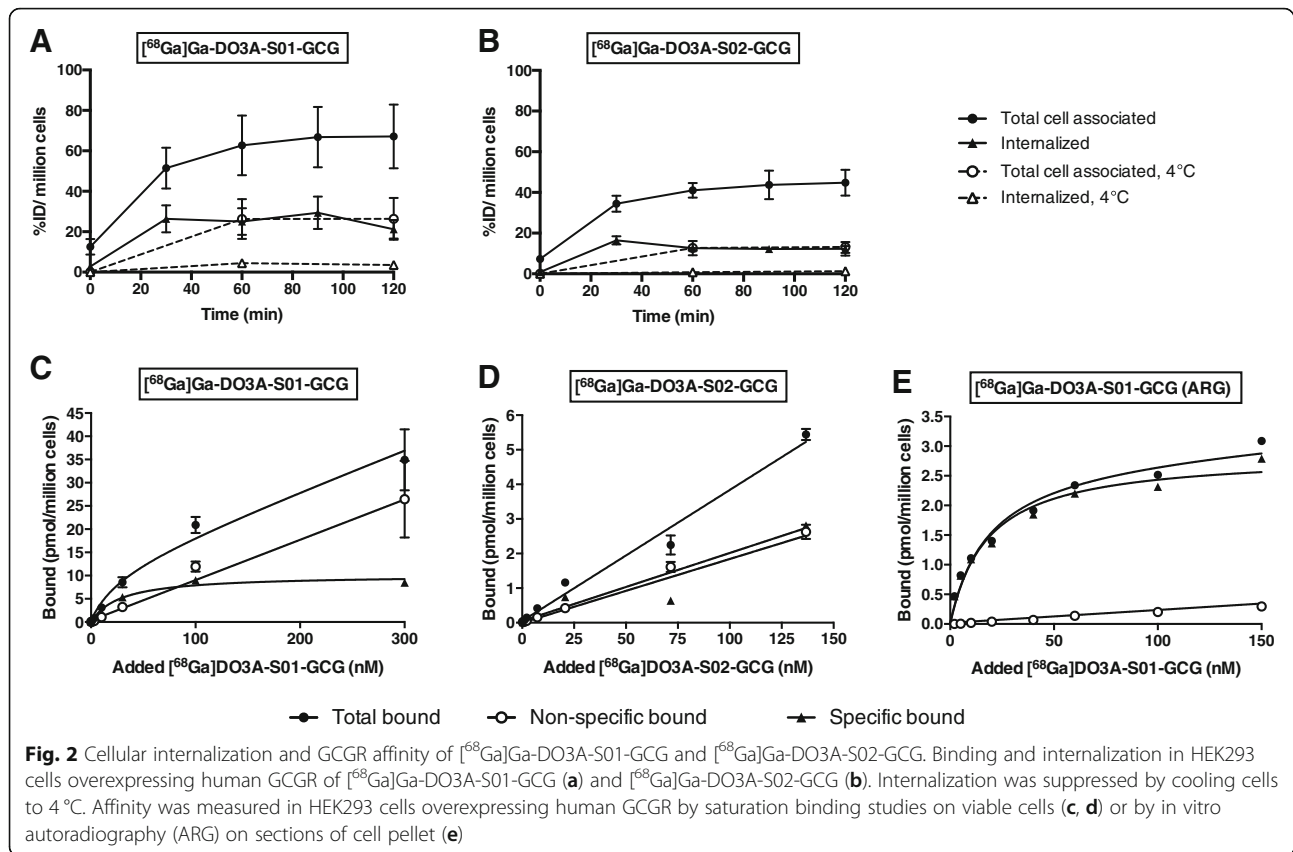 A
[⁶⁸Ga]Ga-DO3A-S01-GCG
B
[⁶⁸Ga]Ga-DO3A-S02-GCG
%ID/ million cells
100
80
60
40
20
0
0 20 40 60 80 100 120
Time (min)
100
80
60
40
20
0
0 20 40 60 80 100 120
Time (min)
Total cell associated
Internalized
Total cell associated, 4°C
Internalized, 4°C
C
[⁶⁸Ga]Ga-DO3A-S01-GCG
Bound (pmol/million cells)
45
40
35
30
25
20
15
10
5
0
0 100 200 300
Added [⁶⁸Ga]DO3A-S01-GCG (nM)
D
[⁶⁸Ga]Ga-DO3A-S02-GCG
Bound (pmol/million cells)
6
5
4
3
2
1
0
0 25 50 75 100 125 150
Added [⁶⁸Ga]DO3A-S02-GCG (nM)
E
[⁶⁸Ga]Ga-DO3A-S01-GCG (ARG)
Bound (pmol/million cells)
3.5
3.0
2.5
2.0
1.5
1.0
0.5
0.0
0 50 100 150
Added [⁶⁸Ga]DO3A-S01-GCG (nM)
Total bound
Non-specific bound
Specific bound
Fig. 2 Cellular internalization and GCGR affinity of [⁶⁸Ga]Ga-DO3A-S01-GCG and [⁶⁸Ga]Ga-DO3A-S02-GCG. Binding and internalization in HEK293
cells overexpressing human GCGR of [⁶⁸Ga]Ga-DO3A-S01-GCG (a) and [⁶⁸Ga]Ga-DO3A-S02-GCG (b). Internalization was suppressed by cooling cells
to 4 °C. Affinity was measured in HEK293 cells overexpressing human GCGR by saturation binding studies on viable cells (c, d) or by in vitro
autoradiography (ARG) on sections of cell pellet (e)